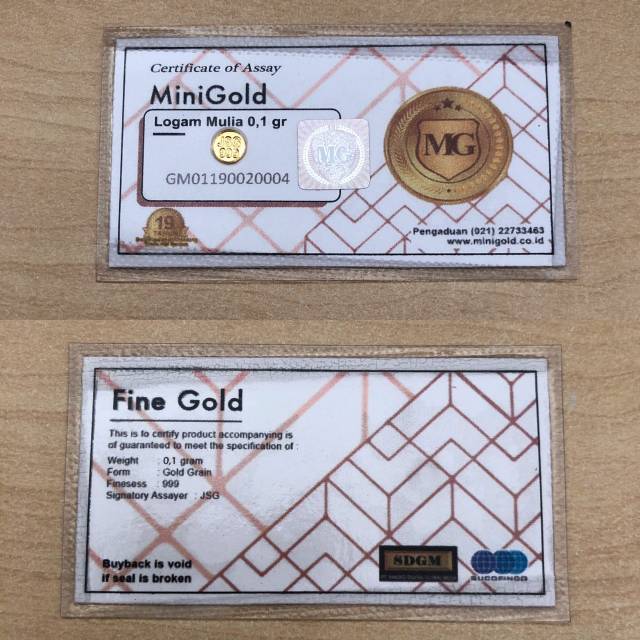 Certificate of Assay
MiniGold
Logam Mulia 0,1 gr
GM01190020004
MG
MG
19
Pengaduan (021) 22733463
www.minigold.co.id
Fine Gold
This is to certify product accompanying is
of guaranteed to meet the specification of :
Weight : 0,1 gram
Form : Gold Grain
Finesess : 999
Signatory Assayer : JSG
Buyback is void
if seal is broken
SDGM
SUCOFINDO